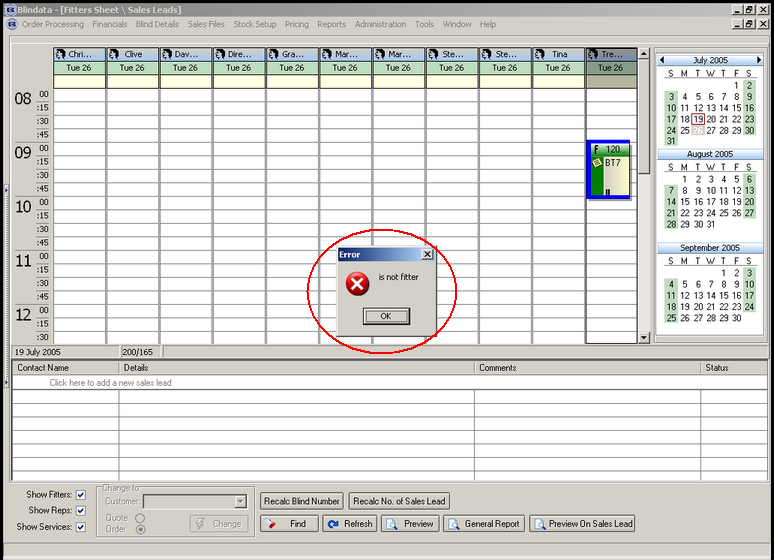 Blindata - [Fitters Sheet \ Sales Leads]
Order Processing Financials Blind Details Sales Files Stock Setup Pricing Reports Administration Tools Window Help
Chri... Clive Dav... Dire... Gra... Mar... Mar... Ste... Ste... Tina Tre...
Tue 26 Tue 26 Tue 26 Tue 26 Tue 26 Tue 26 Tue 26 Tue 26 Tue 26 Tue 26 Tue 26
08 00
:15
:30
:45
09 00
:15
:30
:45
10 00
:15
:30
:45
11 00
:15
:30
:45
12 00
:15
:30
F 120...
BT7
Error
is not fitter
OK
July 2005
S M T W T F S
1 2
3 4 5 6 7 8 9
10 11 12 13 14 15 16
17 18 19 20 21 22 23
24 25 26 27 28 29 30
31
August 2005
S M T W T F S
1 2 3 4 5 6
7 8 9 10 11 12 13
14 15 16 17 18 19 20
21 22 23 24 25 26 27
28 29 30 31
September 2005
S M T W T F S
1 2 3
4 5 6 7 8 9 10
11 12 13 14 15 16 17
18 19 20 21 22 23 24
25 26 27 28 29 30
19 July 2005 200/165
Contact Name Details Comments Status
Click here to add a new sales lead
Show Fitters:
Show Reps:
Show Services:
Change to
Customer:
Quote
Order
Change
Recalc Blind Number Recalc No. of Sales Lead
Find Refresh Preview General Report Preview On Sales Lead